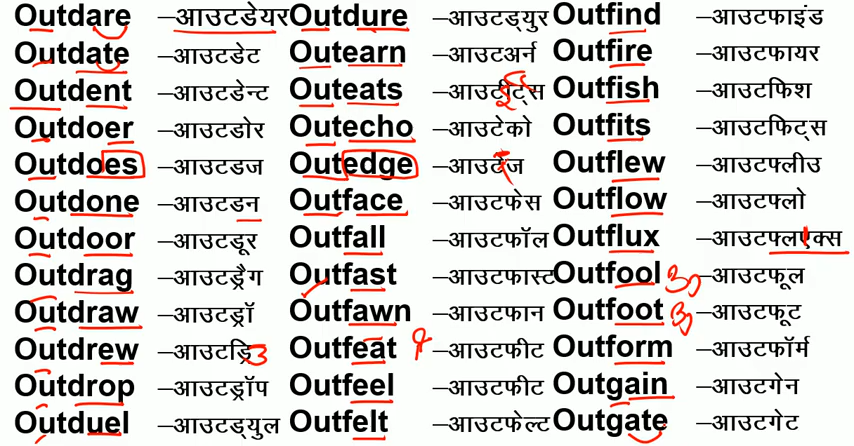 Outdare –आउटडेयर Outdure –आउटड्युर Outfind –आउटफाइंड
Outdate –आउटडेट Outearn –आउटअर्न Outfire –आउटफायर
Outdent –आउटडेन्ट Outeats –आउटईट्स Outfish –आउटफिश
Outdoer –आउटडोर Outecho –आउटेको Outfits –आउटफिट्स
Outdoes –आउटडज Outedge –आउटेज Outflew –आउटफ्लीउ
Outdone –आउटडन Outface –आउटफेस Outflow –आउटफ्लो
Outdoor –आउटडूर Outfall –आउटफॉल Outflux –आउटफ्लएक्स
Outdrag –आउटड्रैग Outfast –आउटफास्ट Outfool –आउटफूल
Outdraw –आउटड्रॉ Outfawn –आउटफान Outfoot –आउटफूट
Outdrew –आउटड्रिउ Outfeat –आउटफीट Outform –आउटफॉर्म
Outdrop –आउटड्रॉप Outfeel –आउटफीट Outgain –आउटगेन
Outduel –आउटड्युल Outfelt –आउटफेल्ट Outgate –आउटगेट